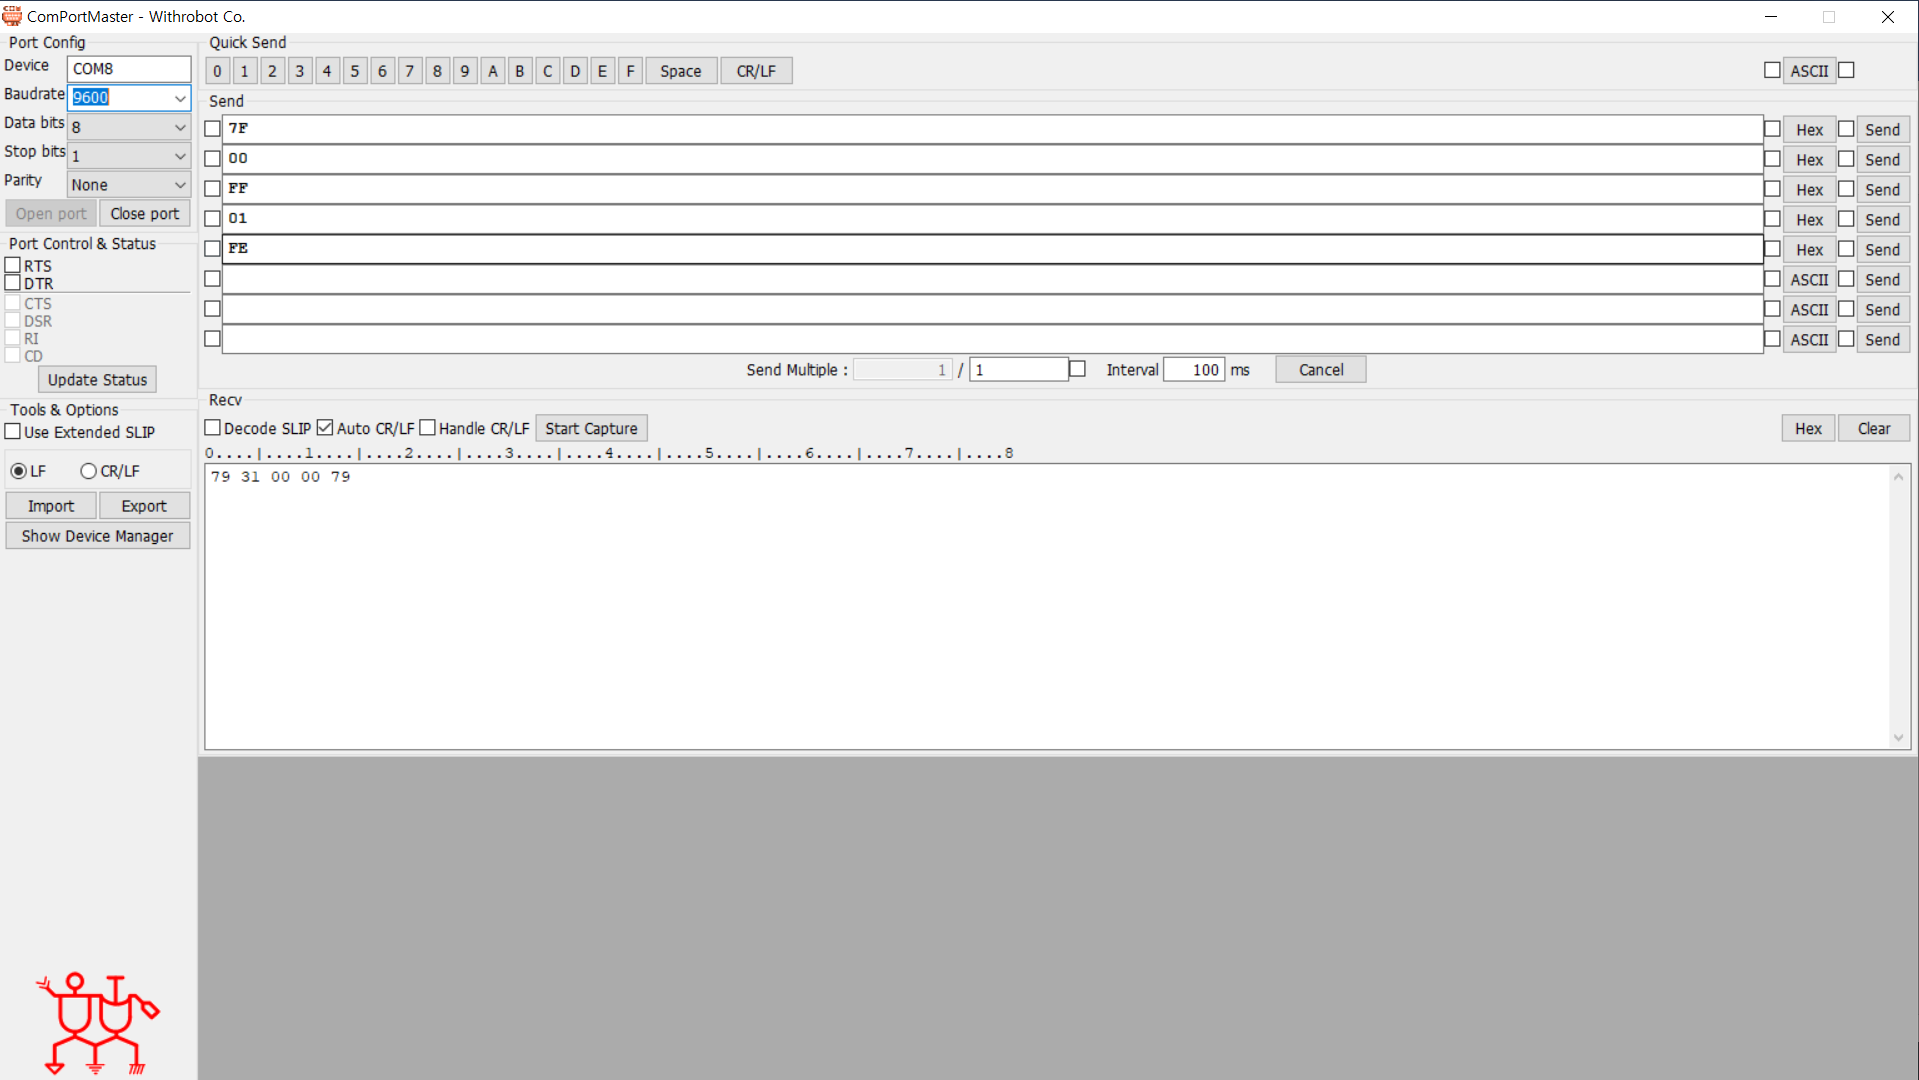 ComPortMaster - Withrobot Co.
Port Config
Device COM8
Baudrate 9600
Data bits 8
Stop bits 1
Parity None
Open port Close port
Port Control & Status
RTS
DTR
CTS
DSR
RI
CD
Update Status
Tools & Options
Use Extended SLIP
LF CR/LF
Import Export
Show Device Manager
Quick Send
0 1 2 3 4 5 6 7 8 9 A B C D E F Space CR/LF ASCII
Send
7F Hex Send
00 Hex Send
FF Hex Send
01 Hex Send
FE Hex Send
ASCII Send
ASCII Send
ASCII Send
Send Multiple : 1 / 1 Interval 100 ms Cancel
Recv
Decode SLIP Auto CR/LF Handle CR/LF Start Capture Hex Clear
0....|....1....|....2....|....3....|....4....|....5....|....6....|....7....|....8
79 31 00 00 79